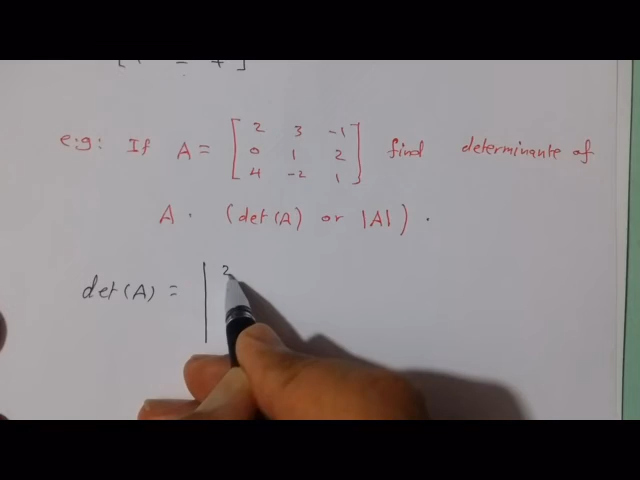 e.g: If A = [ 2 3 -1 find determinante of
0 1 2
4 -2 1 ]
A. (det(A) or |A|).
det(A) = | 2